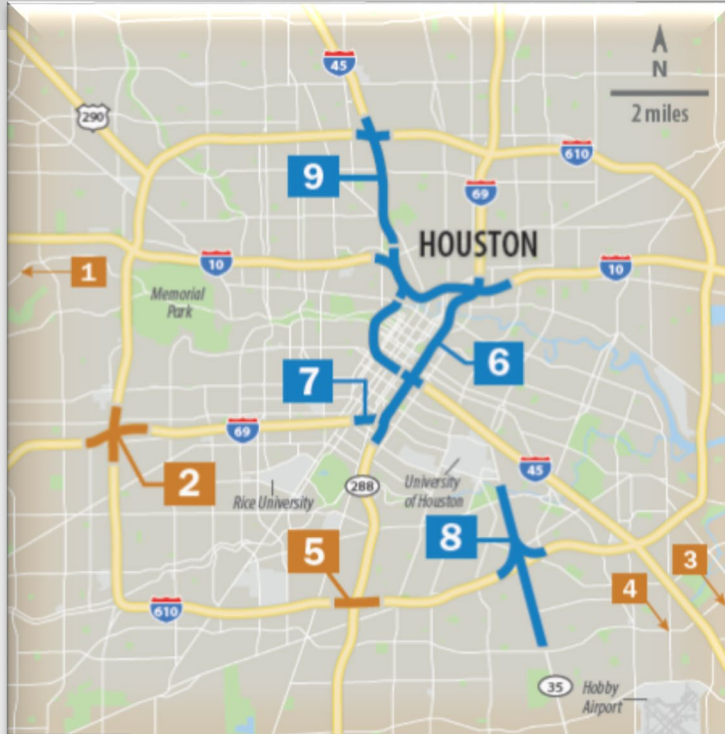 45
N
2 miles
290
610
9
69
HOUSTON
10
10
1
Memorial
Park
6
7
69
2
45
University
of Houston
288
Rice University
8
5
3
4
610
35
Hobby
Airport